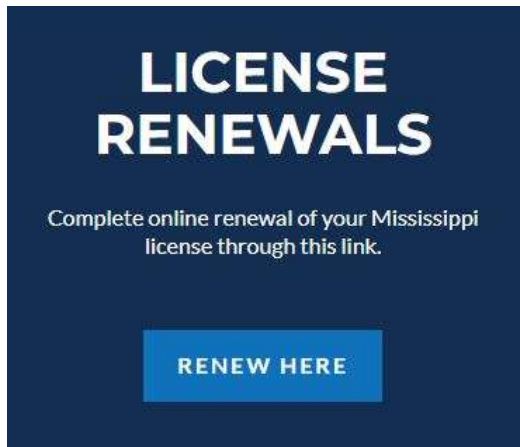 LICENSE
RENEWALS
Complete online renewal of your Mississippi
license through this link.
RENEW HERE